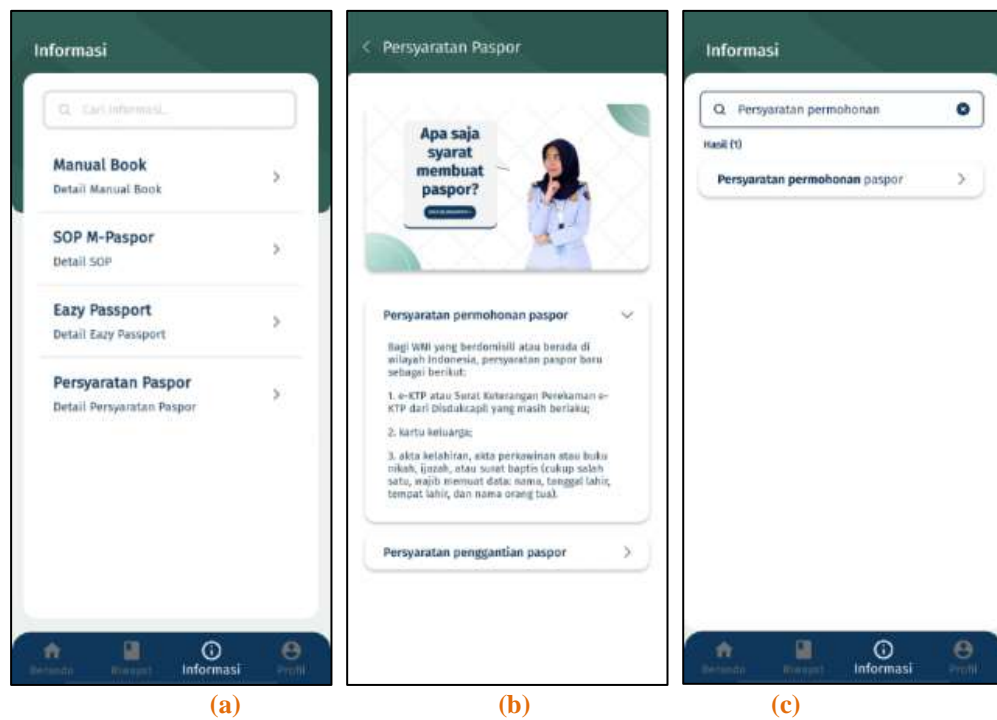 Informasi
Cari Informasi...
Manual Book
Detail Manual Book
SOP M-Paspor
Detail SOP
Eazy Passport
Detail Eazy Passport
Persyaratan Paspor
Detail Persyaratan Paspor
Beranda Riwayat Informasi Profil
(a)
Persyaratan Paspor
Apa saja
syarat
membuat
paspor?
Persyaratan permohonan paspor
Bagi WNI yang berdomisili atau berada di
wilayah Indonesia, persyaratan paspor baru
sebagai berikut:
1. e-KTP atau Surat Keterangan Perekaman e-
KTP dari Disdukcapil yang masih berlaku;
2. kartu keluarga;
3. akta kelahiran, akta perkawinan atau buku
nikah, ijazah, atau surat baptis (cukup salah
satu, wajib memuat data: nama, tanggal lahir,
tempat lahir, dan nama orang tua).
Persyaratan penggantian paspor
(b)
Informasi
Persyaratan permohonan
Hasil (1)
Persyaratan permohonan paspor
Beranda Riwayat Informasi Profil
(c)